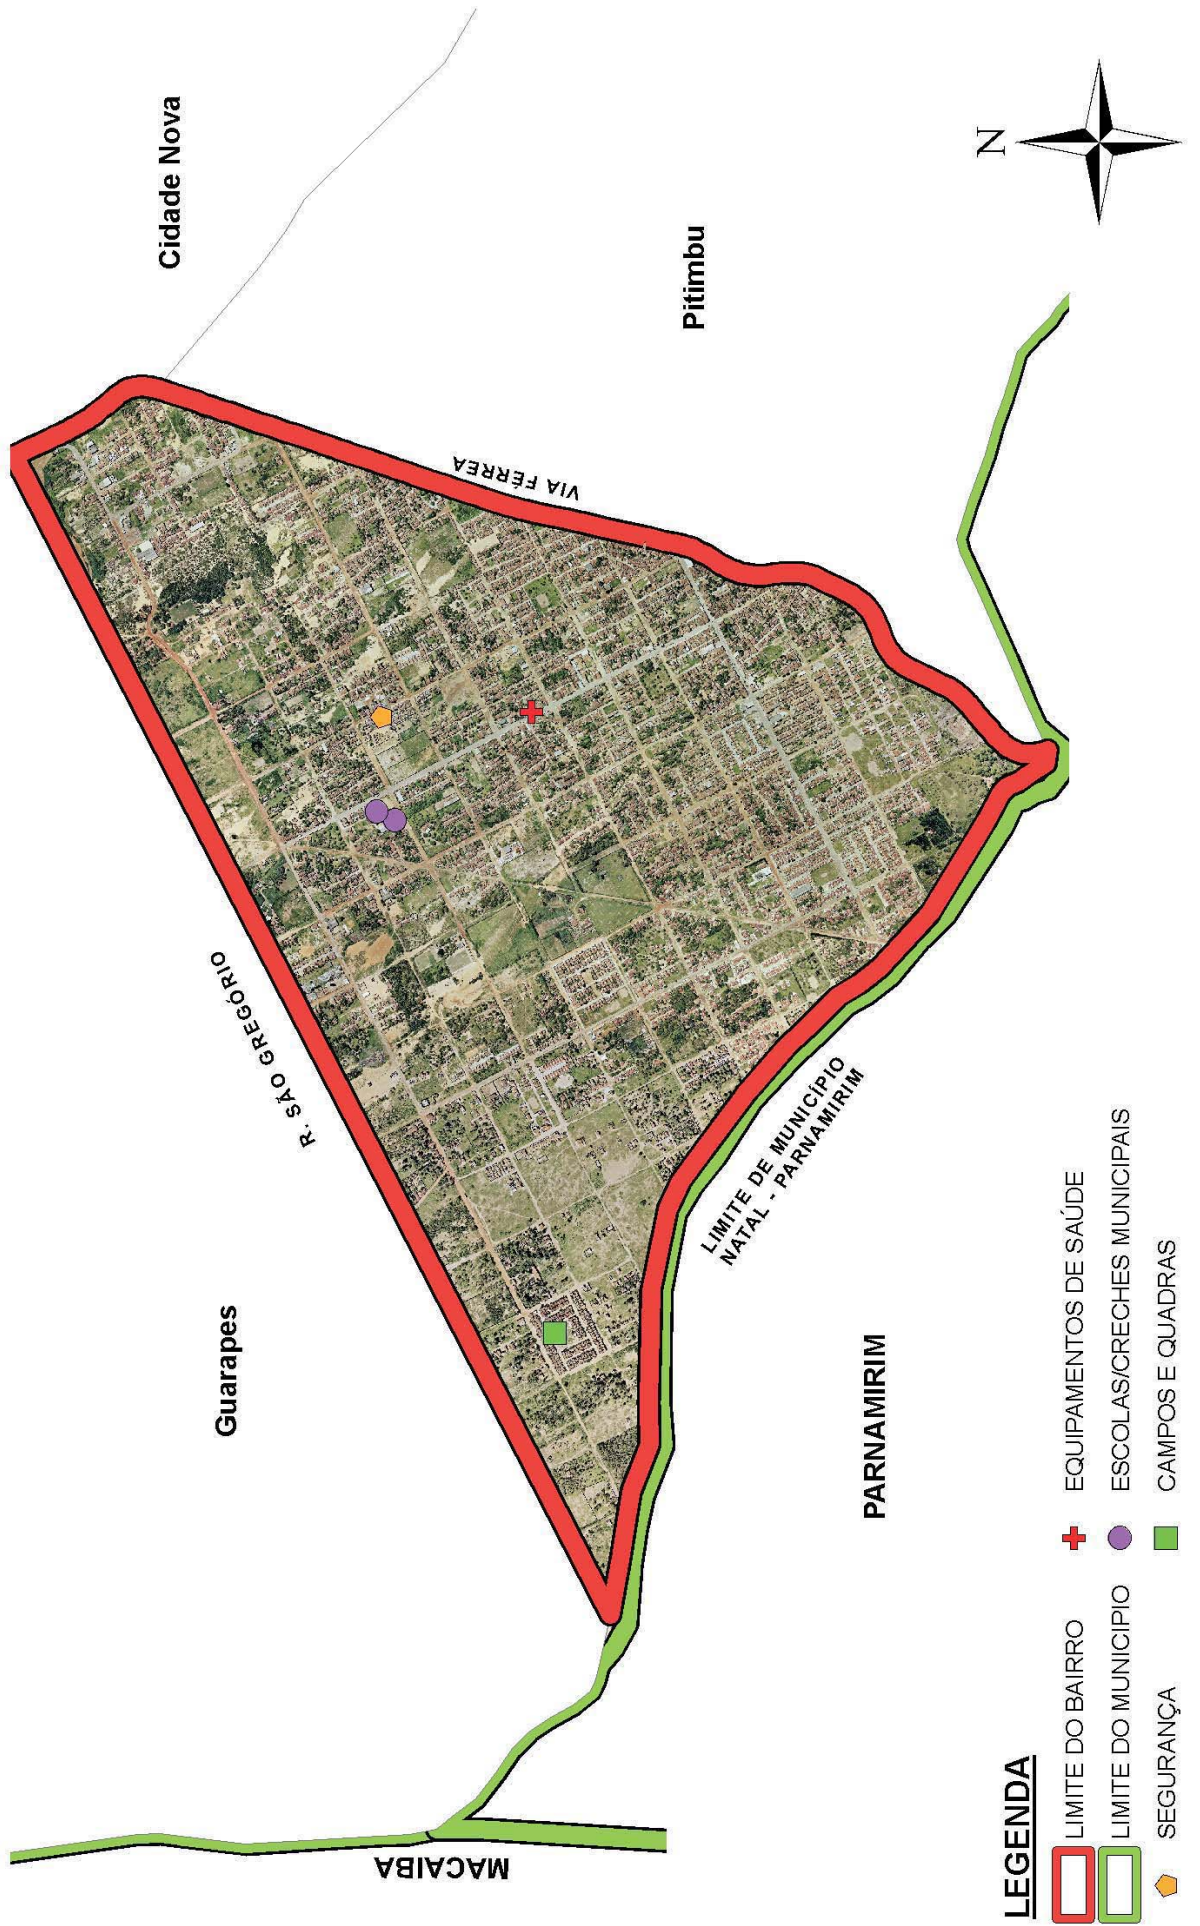 Cidade Nova
N
Pitimbu
VIA FÉRREA
R. SÃO GREGÓRIO
Guarapes
LIMITE DE MUNICÍPIO
NATAL - PARNAMIRIM
PARNAMIRIM
MACAIBA
LEGENDA
LIMITE DO BAIRRO
LIMITE DO MUNICIPIO
SEGURANÇA
EQUIPAMENTOS DE SAÚDE
ESCOLAS/CRECHES MUNICIPAIS
CAMPOS E QUADRAS